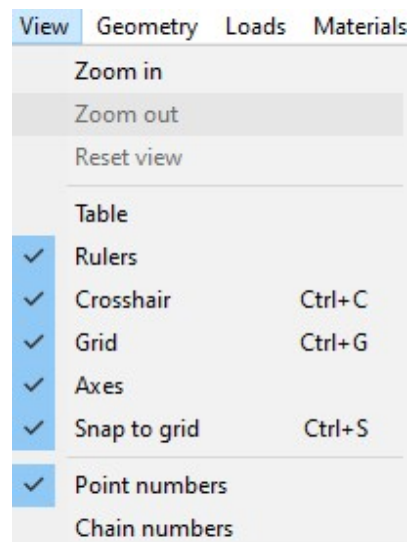 View Geometry Loads Materials
Zoom in
Zoom out
Reset view
Table
Rulers
Crosshair Ctrl+C
Grid Ctrl+G
Axes
Snap to grid Ctrl+S
Point numbers
Chain numbers